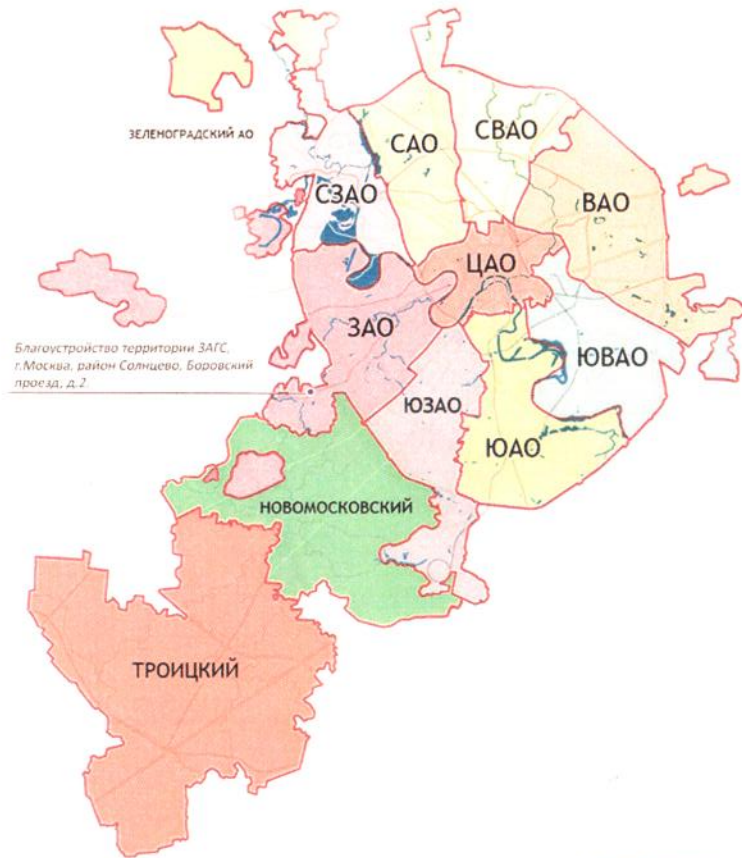 ЗЕЛЕНОГРАДСКИЙ АО
САО
СВАО
СЗАО
ВАО
ЦАО
ЗАО
Благоустройство территории ЗАГС,
г.Москва, район Солнцево, Боровский
проезд, д.2.
ЮВАО
ЮЗАО
ЮАО
НОВОМОСКОВСКИЙ
ТРОИЦКИЙ